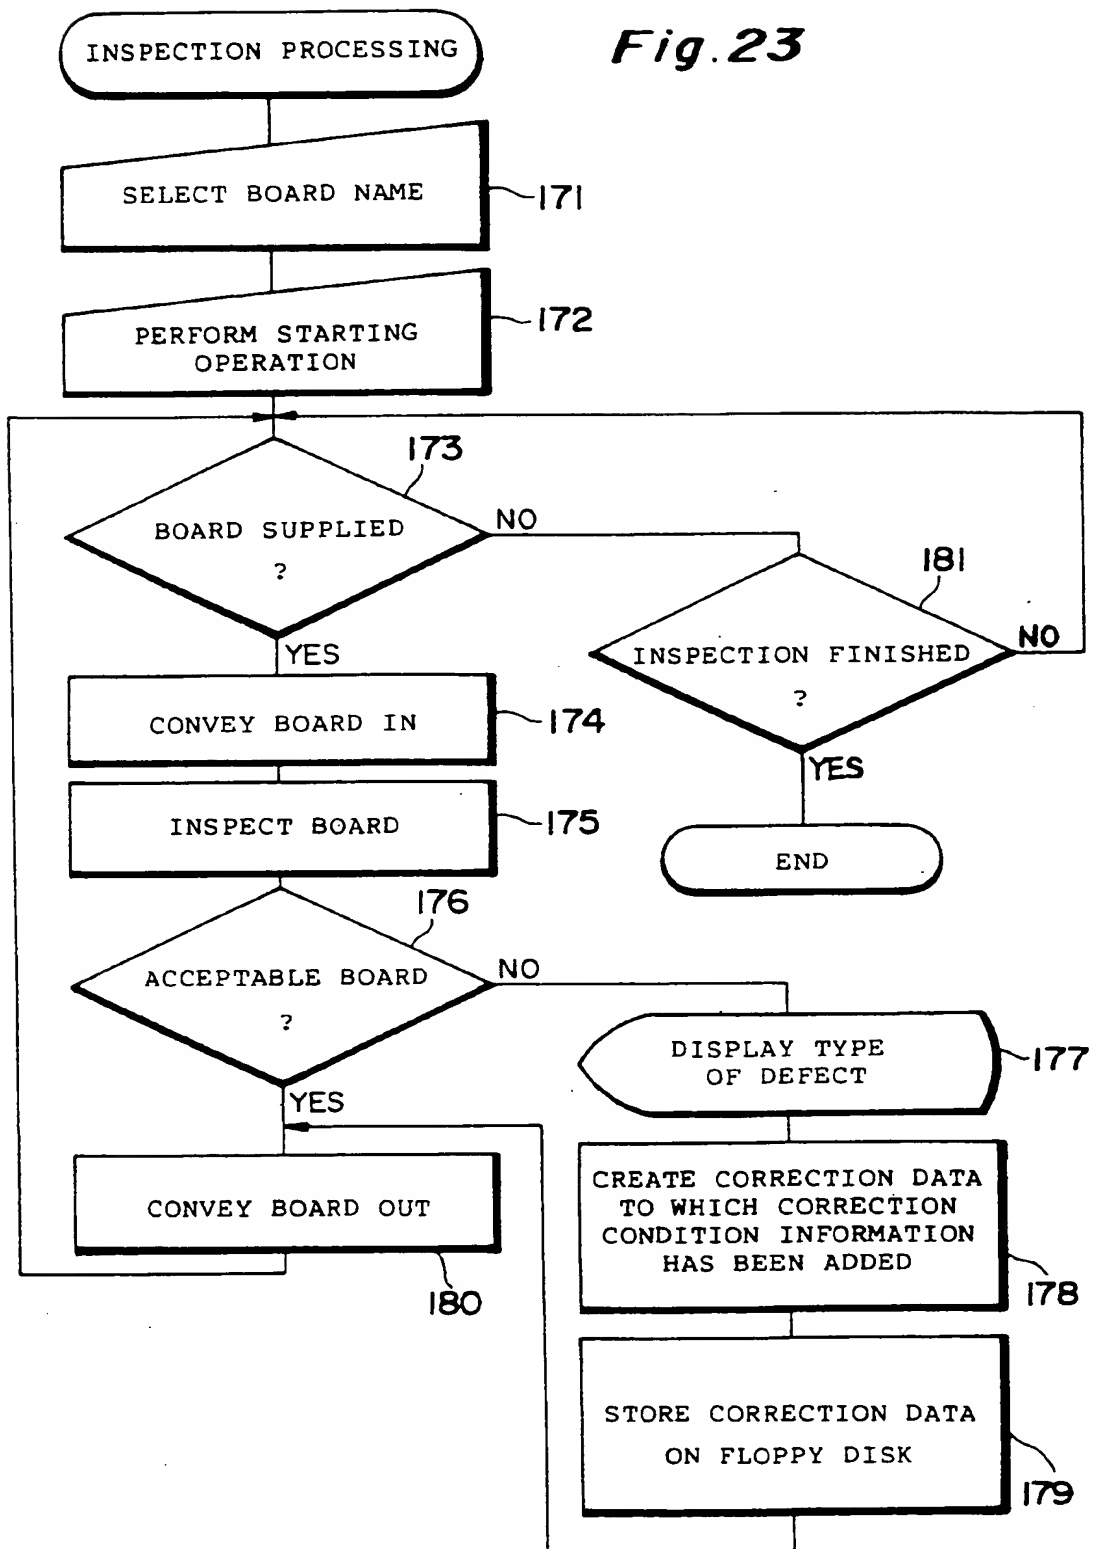 Fig. 23
INSPECTION PROCESSING
SELECT BOARD NAME
171
PERFORM STARTING
OPERATION
172
173
BOARD SUPPLIED
?
NO
YES
181
INSPECTION FINISHED
?
NO
YES
END
CONVEY BOARD IN
174
INSPECT BOARD
175
176
ACCEPTABLE BOARD
?
NO
YES
DISPLAY TYPE
OF DEFECT
177
CREATE CORRECTION DATA
TO WHICH CORRECTION
CONDITION INFORMATION
HAS BEEN ADDED
178
CONVEY BOARD OUT
180
STORE CORRECTION DATA
ON FLOPPY DISK
179